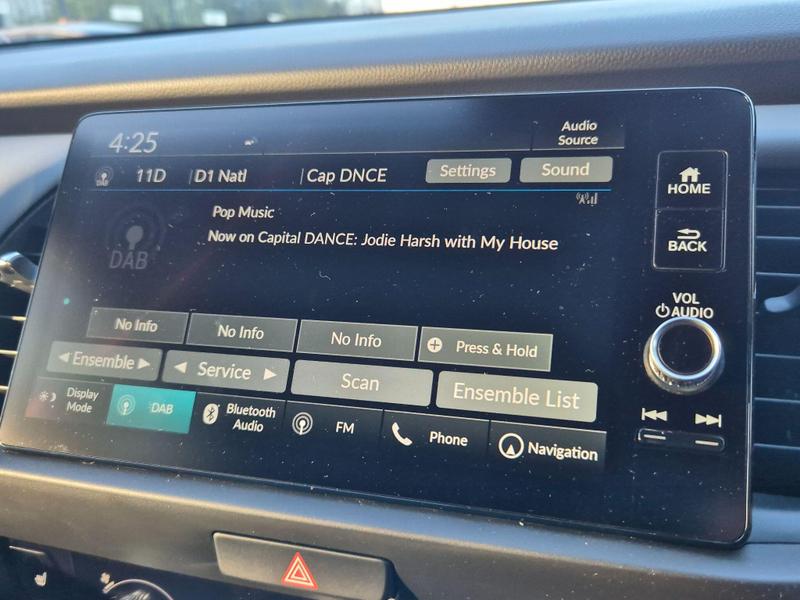 4:25
Audio
Source
DAB
11D
D1 Natl
Cap DNCE
Settings
Sound
HOME
BACK
Pop Music
Now on Capital DANCE: Jodie Harsh with My House
DAB
VOL
AUDIO
No Info
No Info
No Info
Press & Hold
Ensemble
Service
Scan
Ensemble List
Display
Mode
DAB
Bluetooth
Audio
FM
Phone
Navigation